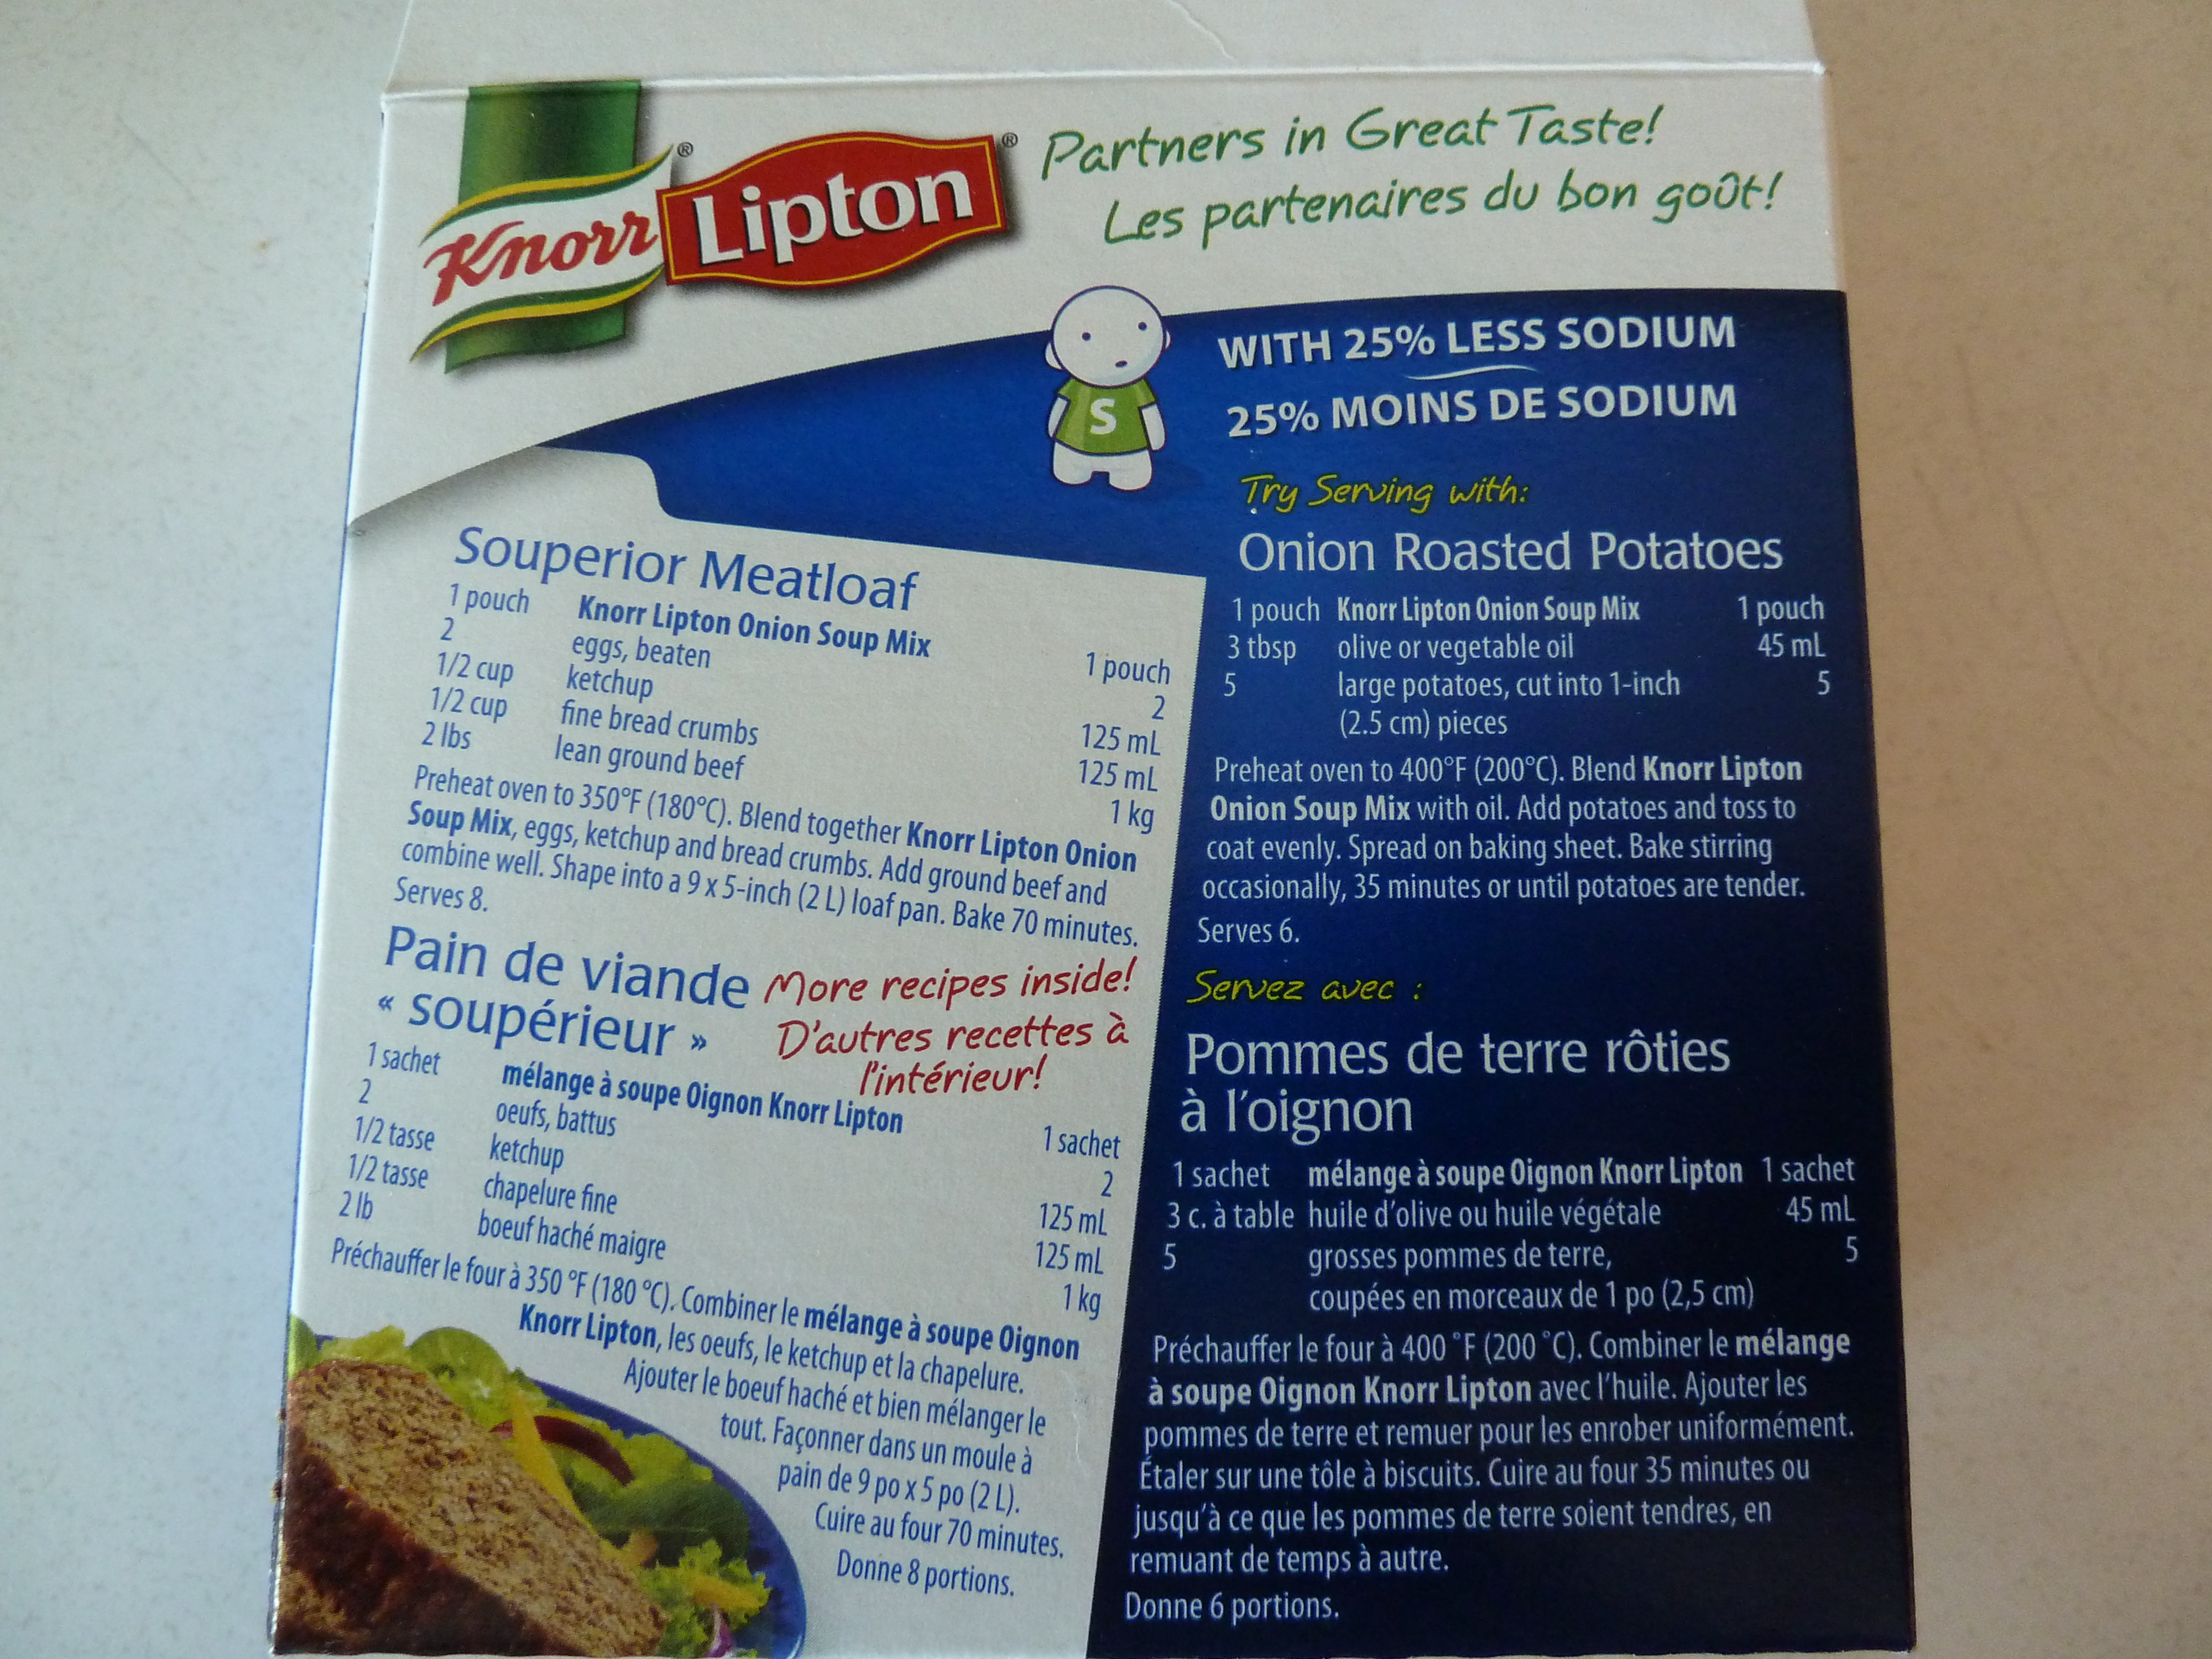 Knorr® Lipton®
Partners in Great Taste!
Les partenaires du bon goût!
S
WITH 25% LESS SODIUM
25% MOINS DE SODIUM
Souperior Meatloaf
1 pouch Knorr Lipton Onion Soup Mix 1 pouch
2 eggs, beaten 2
1/2 cup ketchup 125 mL
1/2 cup fine bread crumbs 125 mL
2 lbs lean ground beef 1 kg
Preheat oven to 350°F (180°C). Blend together Knorr Lipton Onion
Soup Mix, eggs, ketchup and bread crumbs. Add ground beef and
combine well. Shape into a 9 x 5-inch (2 L) loaf pan. Bake 70 minutes.
Serves 8.
More recipes inside!
D'autres recettes à
l'intérieur!
Pain de viande
« soupérieur »
1 sachet mélange à soupe Oignon Knorr Lipton 1 sachet
2 oeufs, battus 2
1/2 tasse ketchup 125 mL
1/2 tasse chapelure fine 125 mL
2 lb boeuf haché maigre 1 kg
Préchauffer le four à 350 °F (180 °C). Combiner le mélange à soupe Oignon
Knorr Lipton, les oeufs, le ketchup et la chapelure.
Ajouter le boeuf haché et bien mélanger le
tout. Façonner dans un moule à
pain de 9 po x 5 po (2 L).
Cuire au four 70 minutes.
Donne 8 portions.
Try Serving with:
Onion Roasted Potatoes
1 pouch Knorr Lipton Onion Soup Mix 1 pouch
3 tbsp olive or vegetable oil 45 mL
5 large potatoes, cut into 1-inch 5
(2.5 cm) pieces
Preheat oven to 400°F (200°C). Blend Knorr Lipton
Onion Soup Mix with oil. Add potatoes and toss to
coat evenly. Spread on baking sheet. Bake stirring
occasionally, 35 minutes or until potatoes are tender.
Serves 6.
Servez avec :
Pommes de terre rôties
à l'oignon
1 sachet mélange à soupe Oignon Knorr Lipton 1 sachet
3 c. à table huile d'olive ou huile végétale 45 mL
5 grosses pommes de terre, 5
coupées en morceaux de 1 po (2,5 cm)
Préchauffer le four à 400 °F (200 °C). Combiner le mélange
à soupe Oignon Knorr Lipton avec l'huile. Ajouter les
pommes de terre et remuer pour les enrober uniformément.
Étaler sur une tôle à biscuits. Cuire au four 35 minutes ou
jusqu'à ce que les pommes de terre soient tendres, en
remuant de temps à autre.
Donne 6 portions.